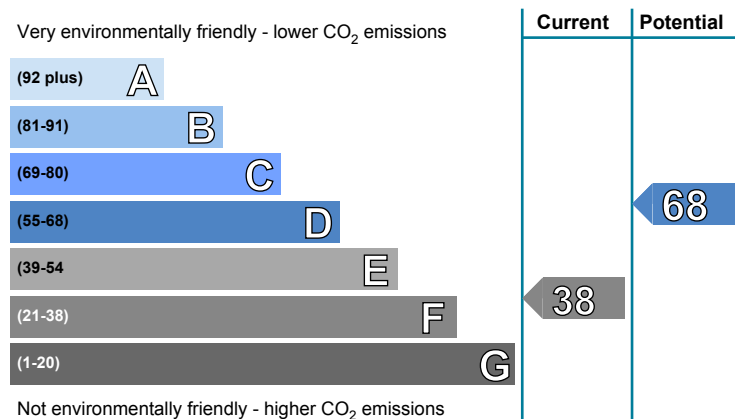 Very environmentally friendly - lower CO₂ emissions
Current
Potential
(92 plus) A
(81-91) B
(69-80) C
(55-68) D
68
(39-54 E
(21-38) F
38
(1-20) G
Not environmentally friendly - higher CO₂ emissions